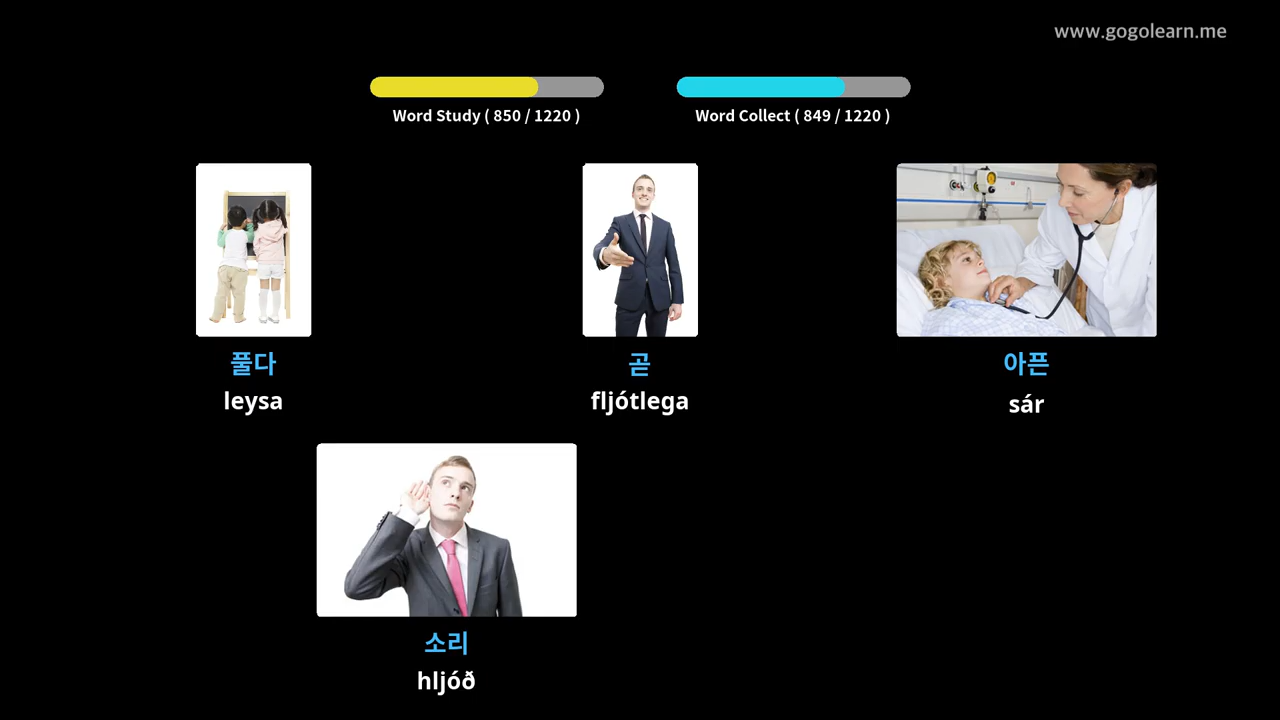 www.gogolearn.me
Word Study ( 850 / 1220 )
Word Collect ( 849 / 1220 )
풀다
leysa
곧
fljótlega
아픈
sár
소리
hljóð